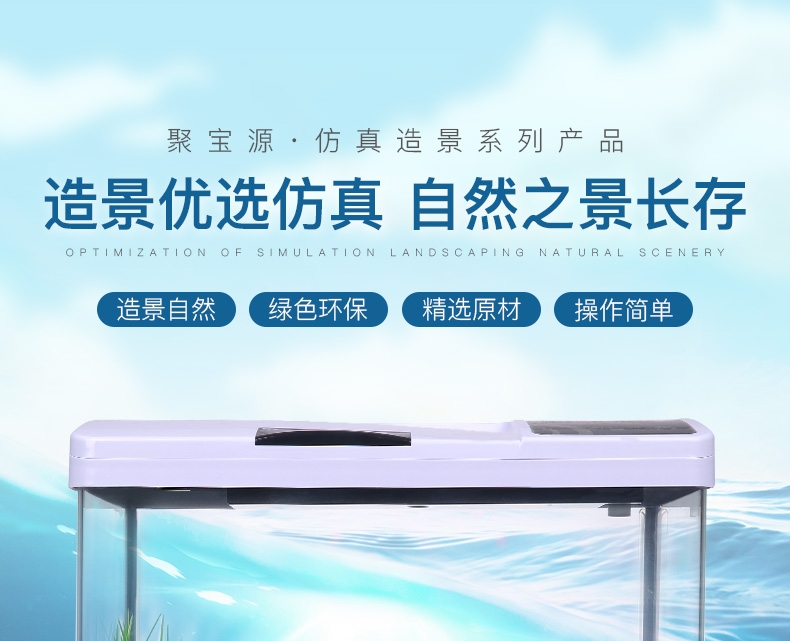 聚宝源·仿真造景系列产品
造景优选仿真 自然之景长存
OPTIMIZATION OF SIMULATION LANDSCAPING NATURAL SCENERY
造景自然 绿色环保 精选原材 操作简单